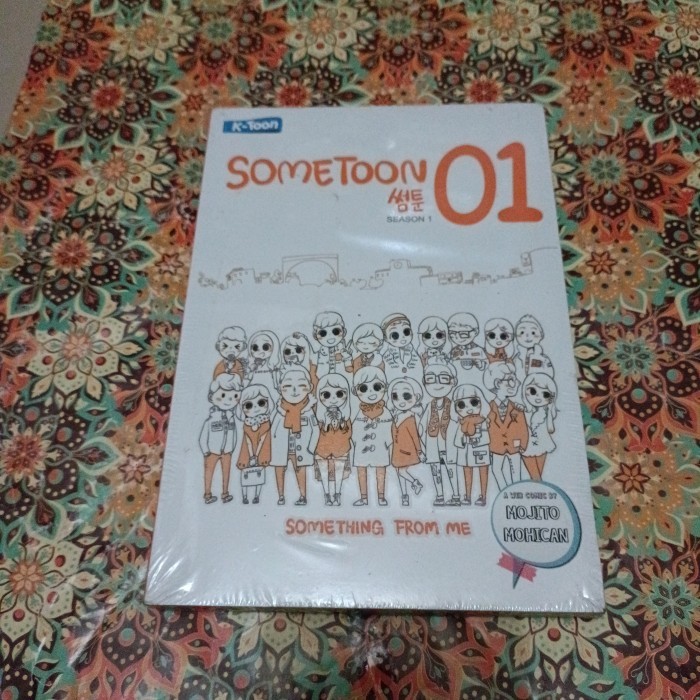 K-Toon
SOMETOON 01
썸툰
SEASON 1
SOMETHING FROM ME
A WEB COMIC BY
MOJITO
MOHICAN